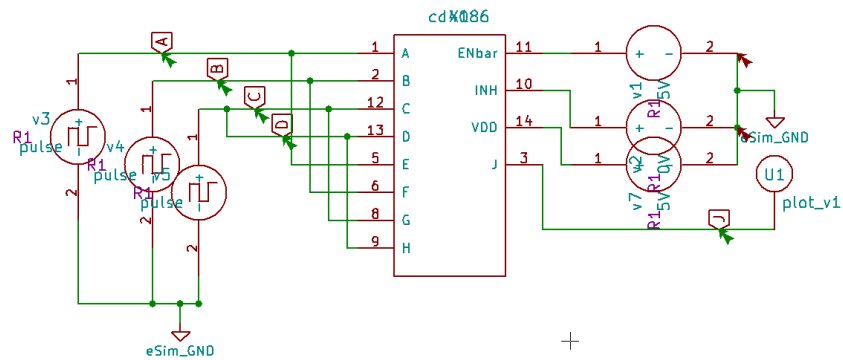 cd4086
X1
A
1
A
ENbar
11
1
2
B
2
B
v1
5V
R1
C
12
C
INH
10
1
2
eSim_GND
D
13
D
VDD
14
v2
0V
R1
1
2
v3
pulse
R1
1
2
v4
pulse
R1
1
2
v5
pulse
R1
1
2
5
E
J
3
v7
5V
R1
U1
plot_v1
6
F
8
G
J
9
H
eSim_GND